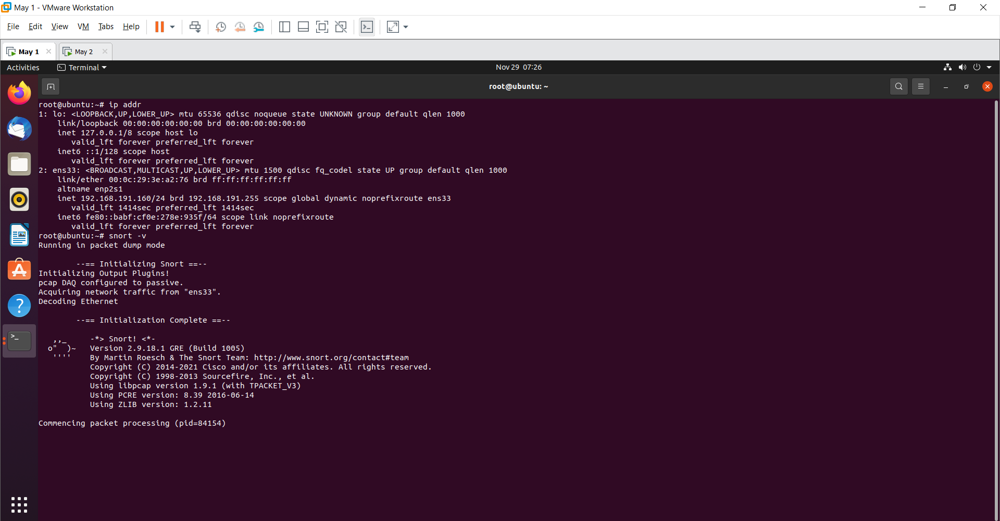 May 1 - VMware Workstation
File Edit View VM Tabs Help
May 1 May 2
Activities Terminal Nov 29 07:26
root@ubuntu: ~
root@ubuntu:~# ip addr
1: lo: <LOOPBACK,UP,LOWER_UP> mtu 65536 qdisc noqueue state UNKNOWN group default qlen 1000
    link/loopback 00:00:00:00:00:00 brd 00:00:00:00:00:00
    inet 127.0.0.1/8 scope host lo
       valid_lft forever preferred_lft forever
    inet6 ::1/128 scope host
       valid_lft forever preferred_lft forever
2: ens33: <BROADCAST,MULTICAST,UP,LOWER_UP> mtu 1500 qdisc fq_codel state UP group default qlen 1000
    link/ether 00:0c:29:3e:a2:76 brd ff:ff:ff:ff:ff:ff
    altname enp2s1
    inet 192.168.191.160/24 brd 192.168.191.255 scope global dynamic noprefixroute ens33
       valid_lft 1414sec preferred_lft 1414sec
    inet6 fe80::babf:cf0e:278e:935f/64 scope link noprefixroute
       valid_lft forever preferred_lft forever
root@ubuntu:~# snort -v
Running in packet dump mode
        --== Initializing Snort ==--
Initializing Output Plugins!
pcap DAQ configured to passive.
Acquiring network traffic from "ens33".
Decoding Ethernet
        --== Initialization Complete ==--
   ,,_     -*> Snort! <*-
  o"  )~   Version 2.9.18.1 GRE (Build 1005)
   ''''    By Martin Roesch & The Snort Team: http://www.snort.org/contact#team
           Copyright (C) 2014-2021 Cisco and/or its affiliates. All rights reserved.
           Copyright (C) 1998-2013 Sourcefire, Inc., et al.
           Using libpcap version 1.9.1 (with TPACKET_V3)
           Using PCRE version: 8.39 2016-06-14
           Using ZLIB version: 1.2.11
Commencing packet processing (pid=84154)